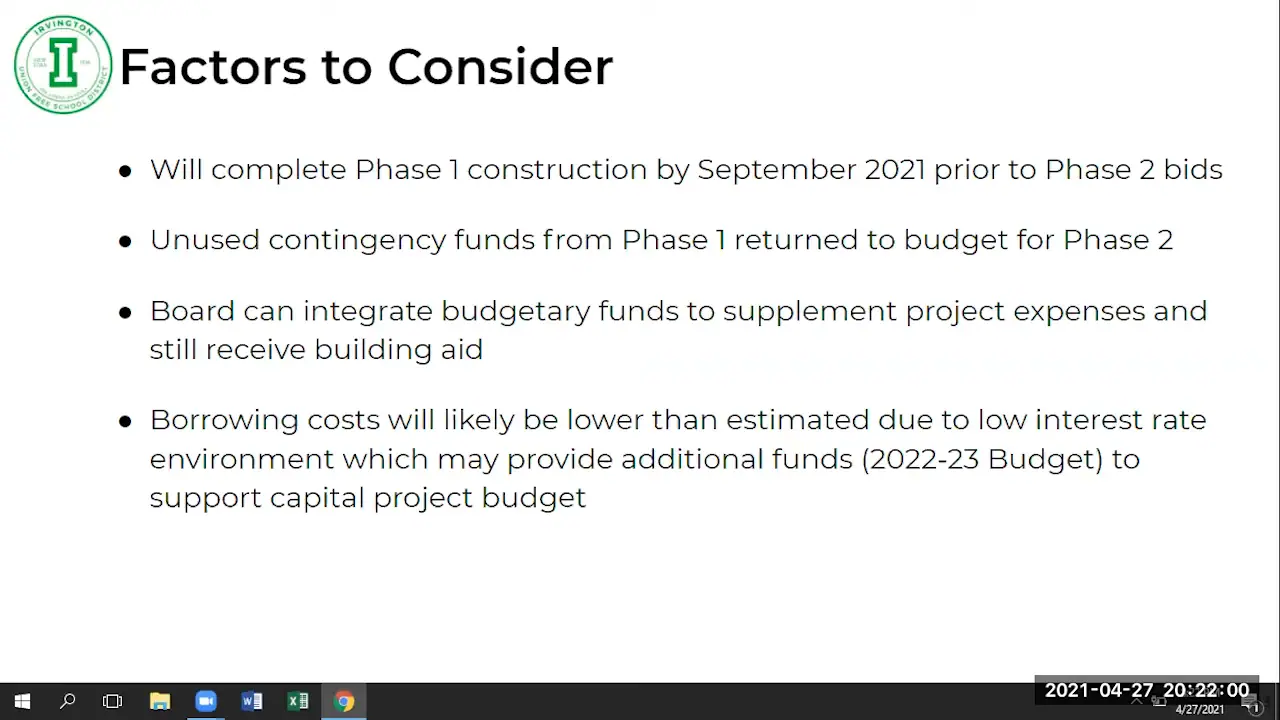 IRVINGTON
UNION FREE SCHOOL DISTRICT
I
Factors to Consider
● Will complete Phase 1 construction by September 2021 prior to Phase 2 bids
● Unused contingency funds from Phase 1 returned to budget for Phase 2
● Board can integrate budgetary funds to supplement project expenses and
still receive building aid
● Borrowing costs will likely be lower than estimated due to low interest rate
environment which may provide additional funds (2022-23 Budget) to
support capital project budget
2021-04-27 20:22:00
4/27/2021